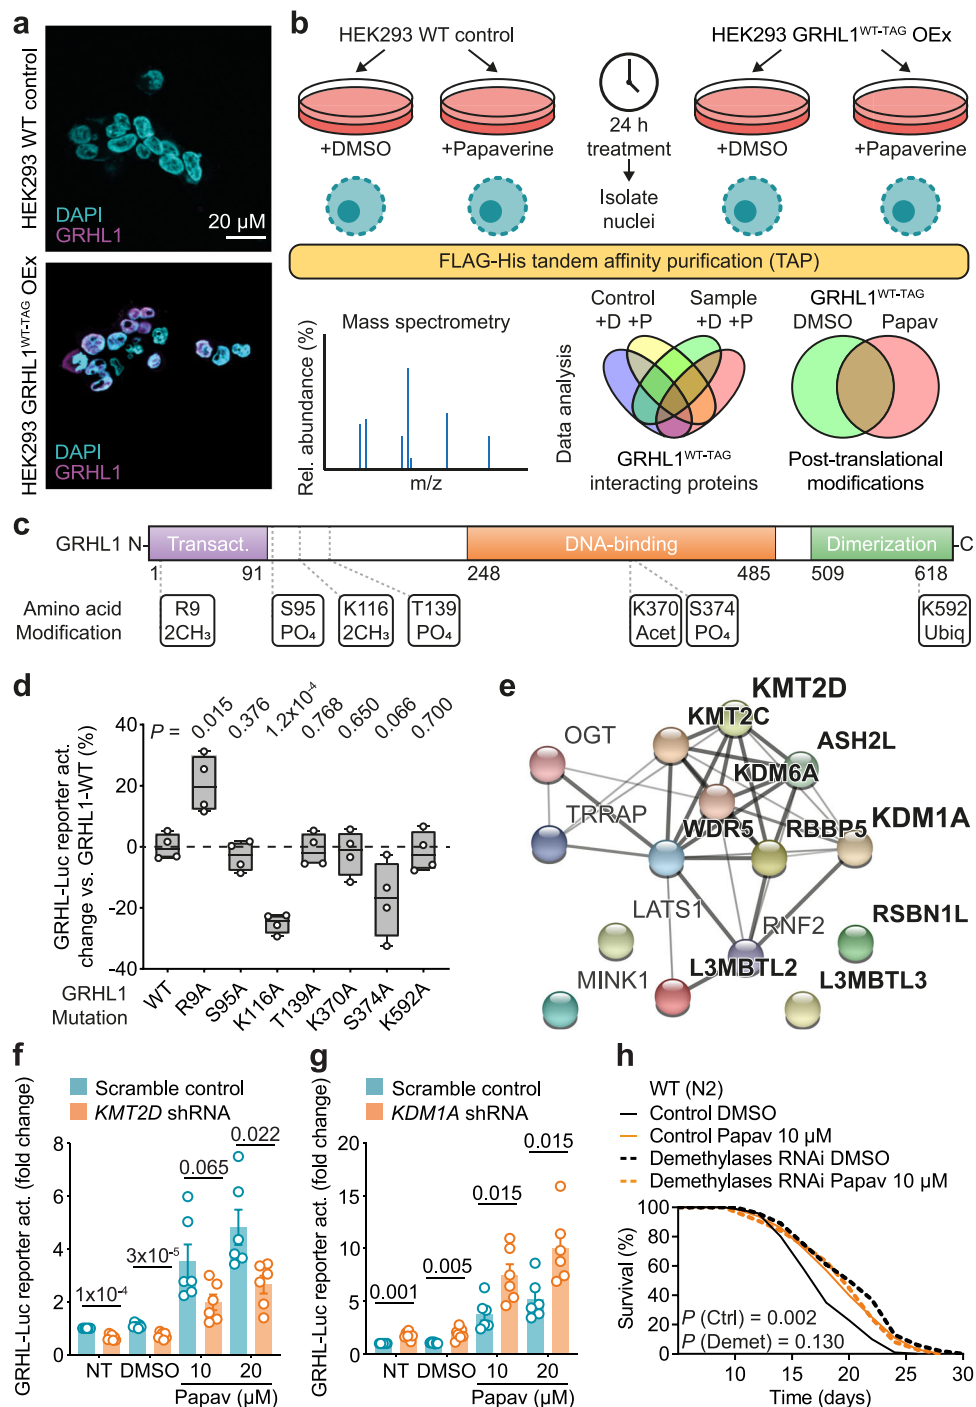 a
HEK293 WT control
DAPI
GRHL1
20 µM
HEK293 GRHL1WT-TAG OEx
DAPI
GRHL1
b
HEK293 WT control
HEK293 GRHL1WT-TAG OEx
+DMSO
+Papaverine
24 h
treatment
Isolate
nuclei
+DMSO
+Papaverine
FLAG-His tandem affinity purification (TAP)
Mass spectrometry
Rel. abundance (%)
m/z
Data analysis
Control
+D +P
Sample
+D +P
GRHL1WT-TAG
interacting proteins
GRHL1WT-TAG
DMSO
Papav
Post-translational
modifications
c
GRHL1 N
Transact.
DNA-binding
Dimerization
C
1
91
248
485
509
618
Amino acid
Modification
R9
2CH₃
S95
PO₄
K116
2CH₃
T139
PO₄
K370
Acet
S374
PO₄
K592
Ubiq
d
P =
0.015
0.376
1.2x10-4
0.768
0.650
0.066
0.700
GRHL-Luc reporter act.
change vs. GRHL1-WT (%)
40
20
0
-20
-40
GRHL1
Mutation
WT
R9A
S95A
K116A
T139A
K370A
S374A
K592A
e
KMT2D
KMT2C
OGT
ASH2L
KDM6A
TRRAP
WDR5
RBBP5
KDM1A
LATS1
RNF2
RSBN1L
MINK1
L3MBTL2
L3MBTL3
f
Scramble control
KMT2D shRNA
GRHL-Luc reporter act. (fold change)
8
6
4
2
0
1x10-4
3x10-5
0.065
0.022
NT
DMSO
10
20
Papav (µM)
g
Scramble control
KDM1A shRNA
GRHL-Luc reporter act. (fold change)
20
15
10
5
0
0.001
0.005
0.015
0.015
NT
DMSO
10
20
Papav (µM)
h
WT (N2)
Control DMSO
Control Papav 10 µM
Demethylases RNAi DMSO
Demethylases RNAi Papav 10 µM
Survival (%)
100
80
60
40
20
0
P (Ctrl) = 0.002
P (Demet) = 0.130
10
15
20
25
30
Time (days)